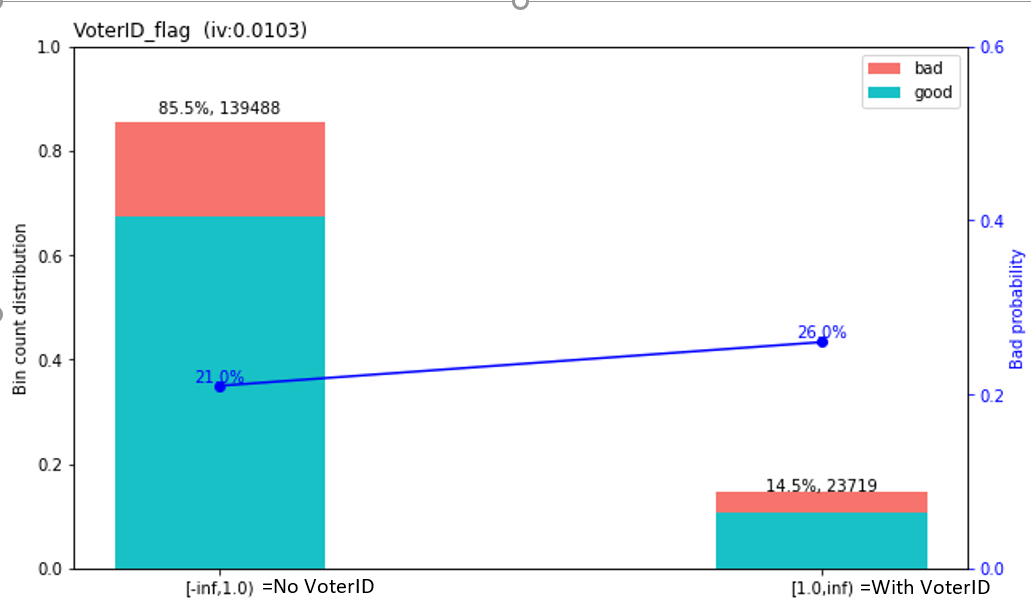 VoterID_flag (iv:0.0103)
1.0
0.8
0.6
0.4
0.2
0.0
Bin count distribution
85.5%, 139488
21.0%
26.0%
14.5%, 23719
bad
good
0.6
0.4
0.2
0.0
Bad probability
[-inf,1.0) =No VoterID
[1.0,inf) =With VoterID